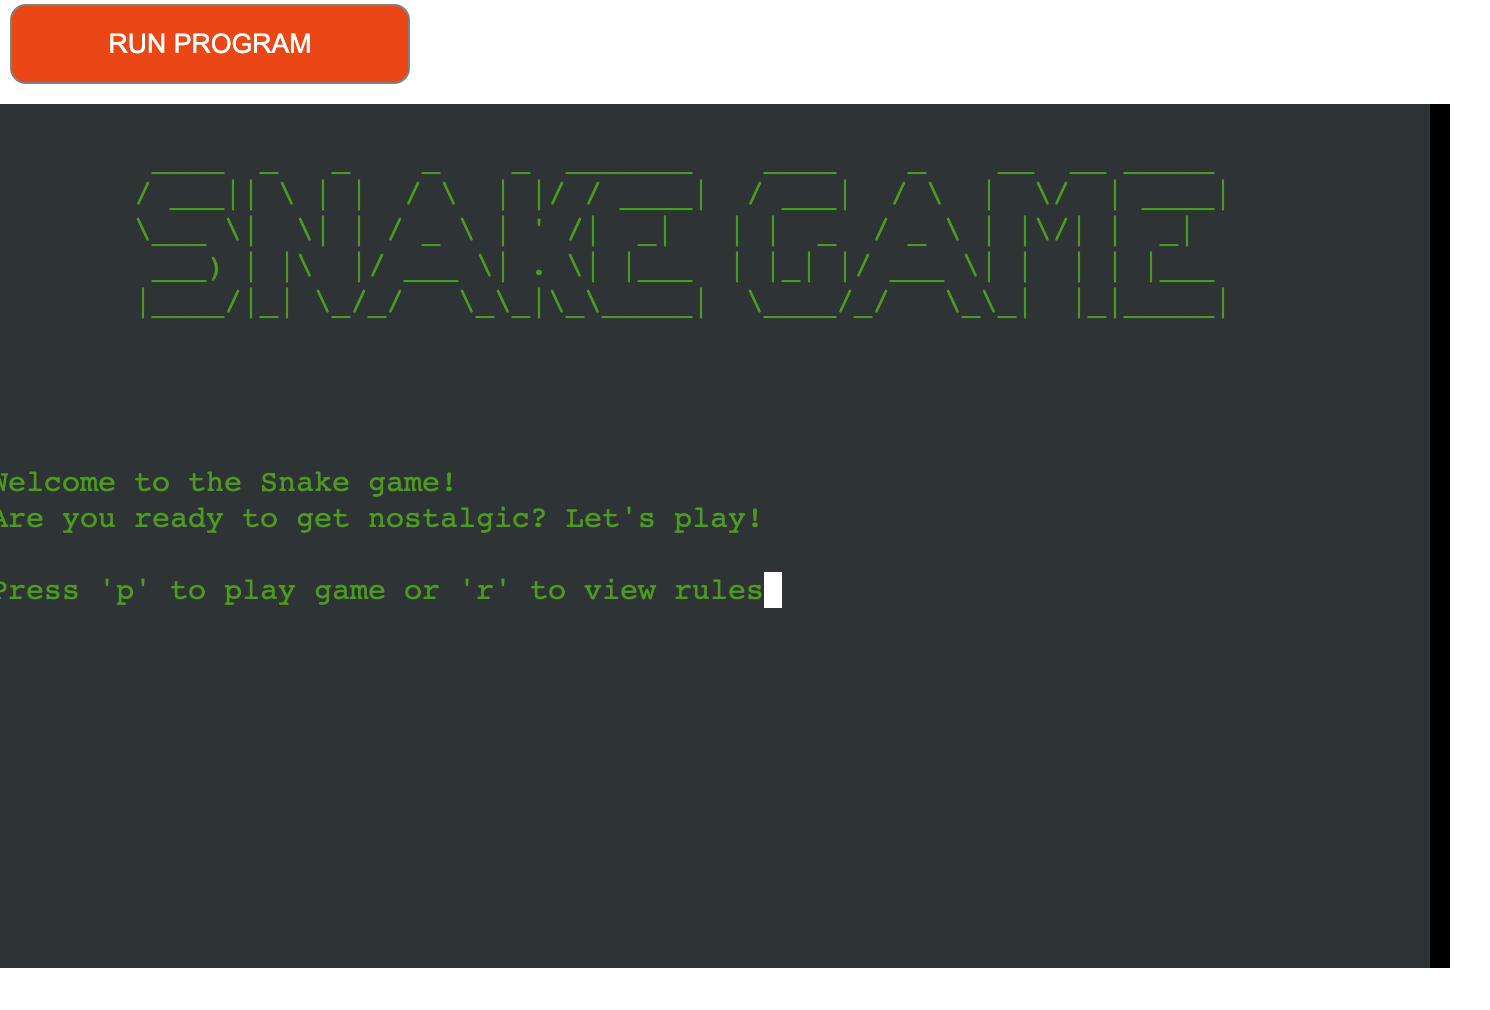 RUN PROGRAM
SNAKE GAME
Welcome to the Snake game!
Are you ready to get nostalgic? Let's play!
Press 'p' to play game or 'r' to view rules